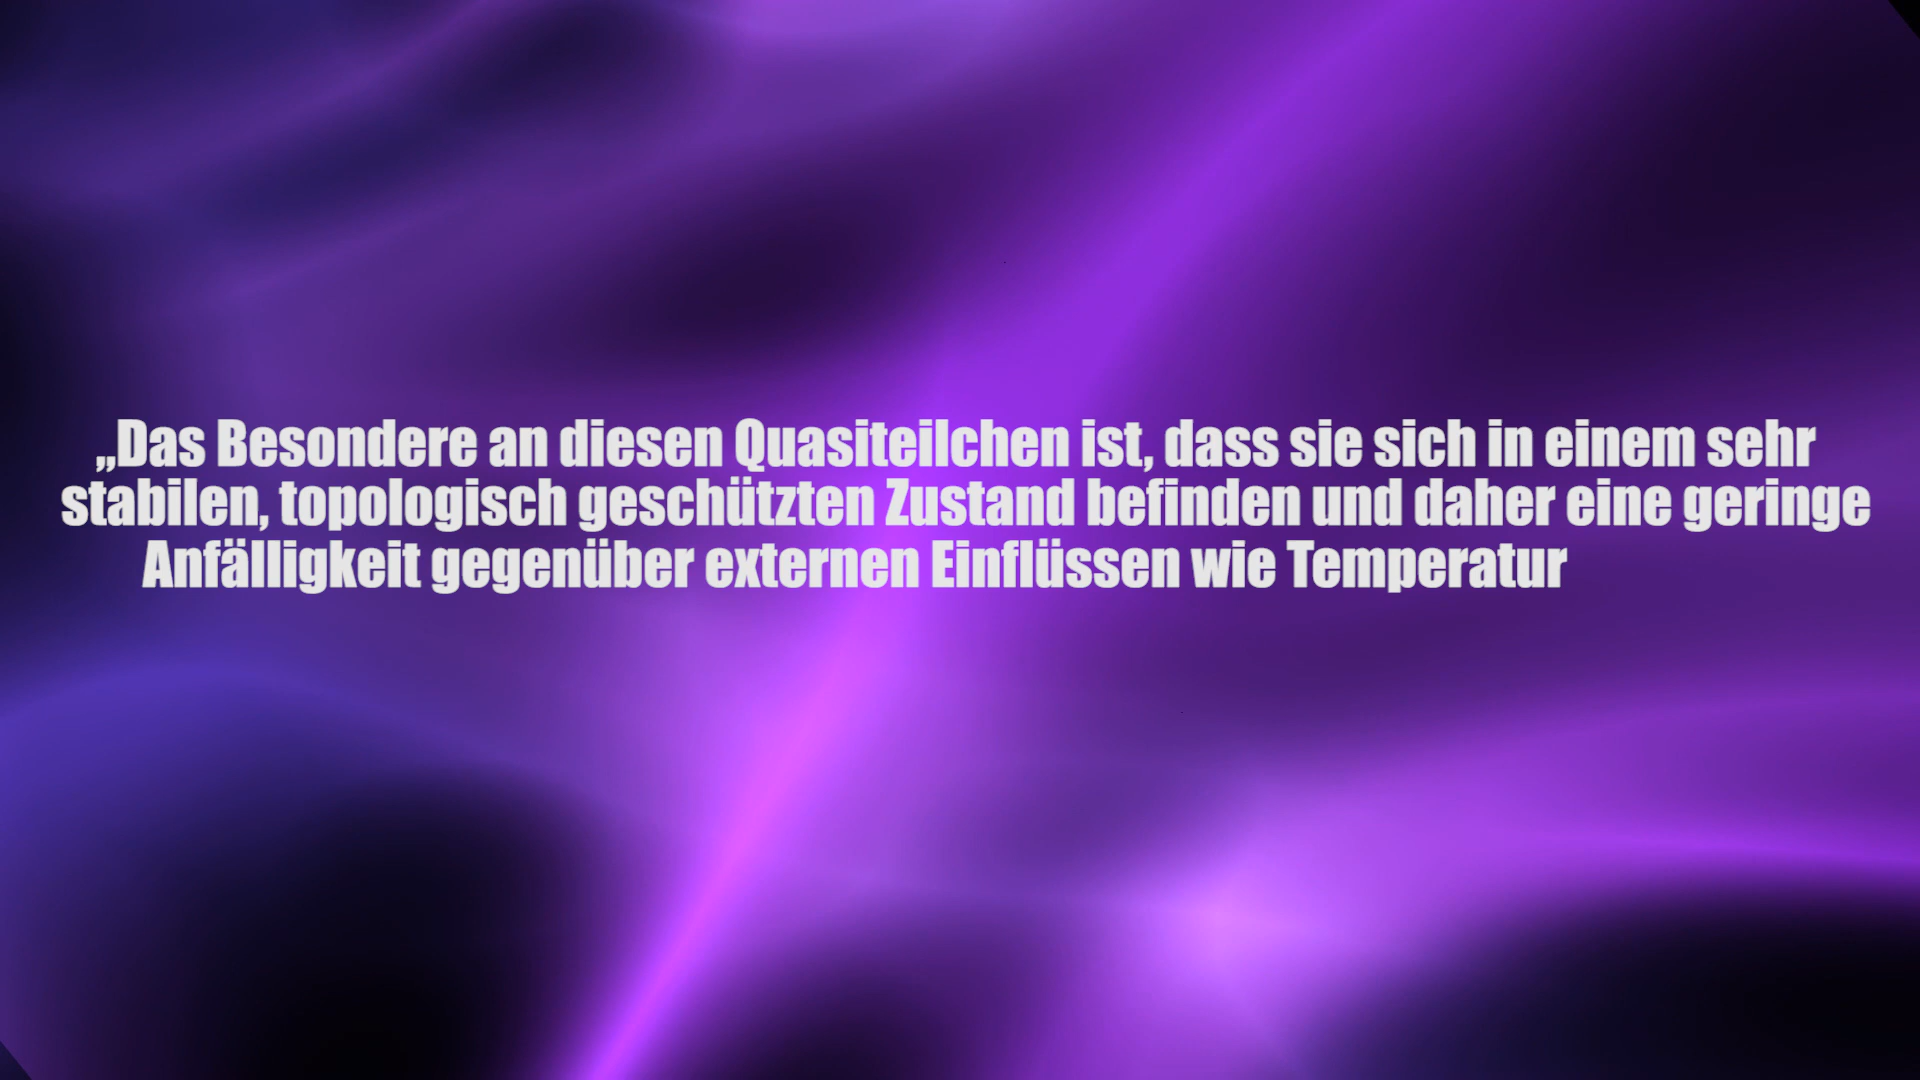 „Das Besondere an diesen Quasiteilchen ist, dass sie sich in einem sehr
stabilen, topologisch geschützten Zustand befinden und daher eine geringe
Anfälligkeit gegenüber externen Einflüssen wie Temperatur